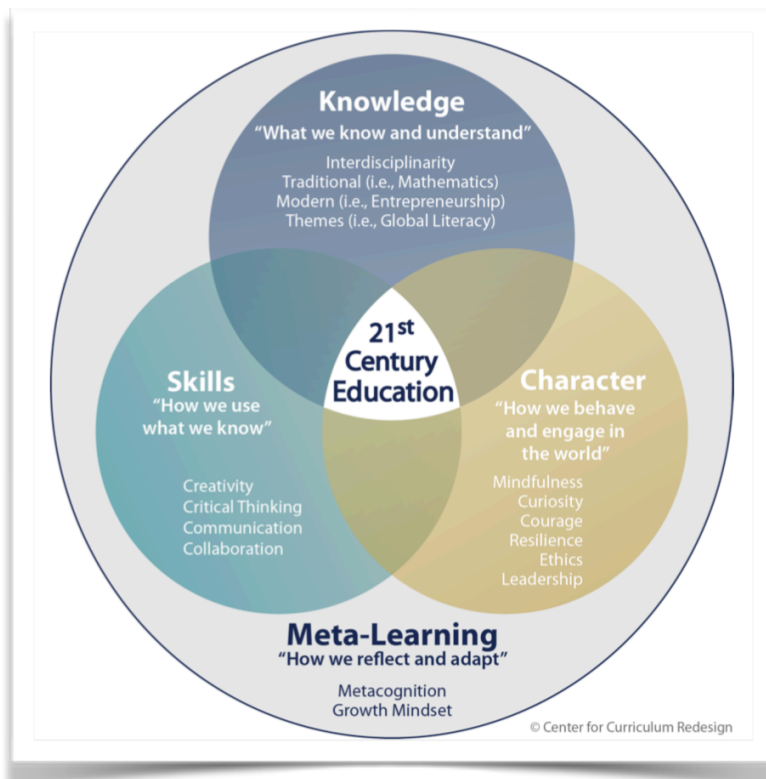 Knowledge
“What we know and understand”
Interdisciplinarity
Traditional (i.e., Mathematics)
Modern (i.e., Entrepreneurship)
Themes (i.e., Global Literacy)
21st
Century
Education
Skills
“How we use
what we know”
Creativity
Critical Thinking
Communication
Collaboration
Character
“How we behave
and engage in
the world”
Mindfulness
Curiosity
Courage
Resilience
Ethics
Leadership
Meta-Learning
“How we reflect and adapt”
Metacognition
Growth Mindset
© Center for Curriculum Redesign